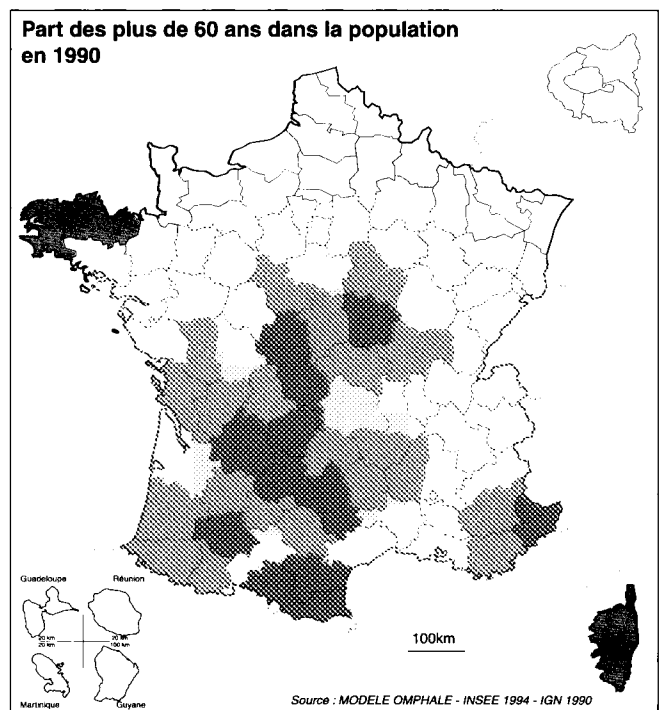 Part des plus de 60 ans dans la population
en 1990
Guadeloupe
Réunion
20 km
20 km
20 km
100 km
Martinique
Guyane
100km
Source : MODELE OMPHALE - INSEE 1994 - IGN 1990